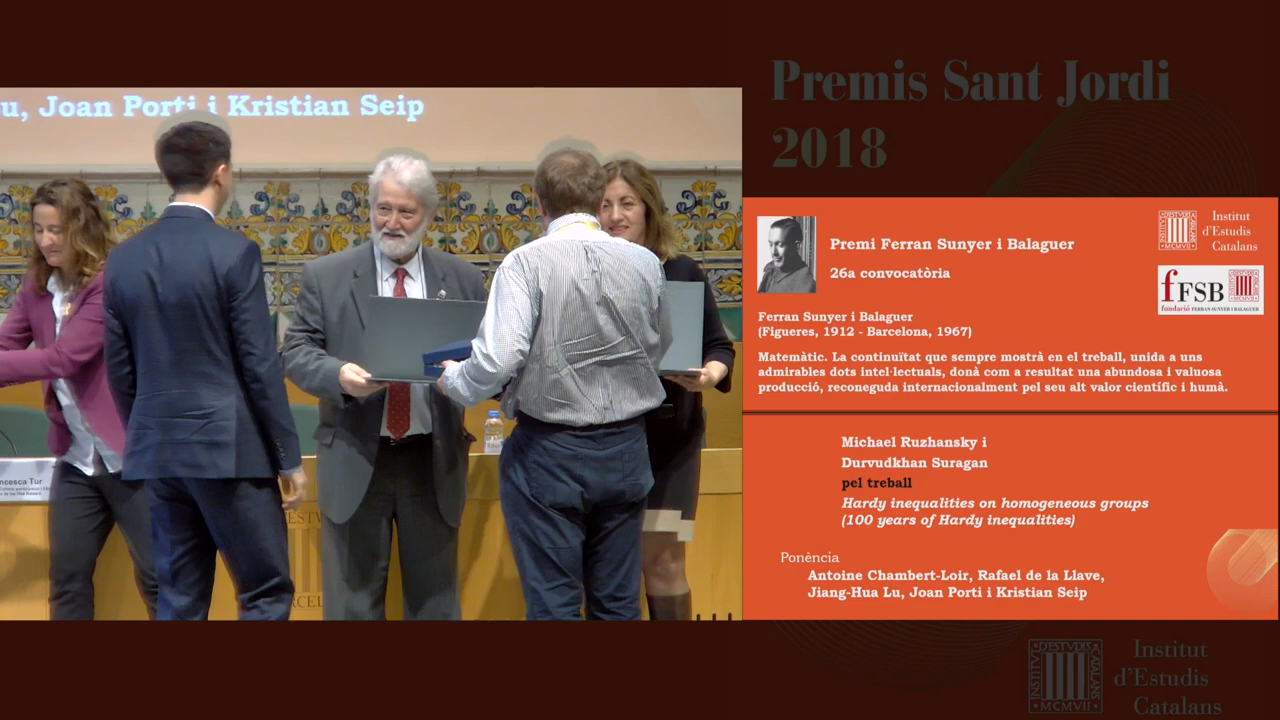 Premis Sant Jordi
2018
u, Joan Porti i Kristian Seip
Institut
d'Estudis
Catalans
Premi Ferran Sunyer i Balaguer
26a convocatòria
fFSB
fundació FERRAN SUNYER I BALAGUER
Ferran Sunyer i Balaguer
(Figueres, 1912 - Barcelona, 1967)
Matemàtic. La continuïtat que sempre mostrà en el treball, unida a uns
admirables dots intel·lectuals, donà com a resultat una abundosa i valuosa
producció, reconeguda internacionalment pel seu alt valor científic i humà.
Michael Ruzhansky i
Durvudkhan Suragan
pel treball
Hardy inequalities on homogeneous groups
(100 years of Hardy inequalities)
Ponència
Antoine Chambert-Loir, Rafael de la Llave,
Jiang-Hua Lu, Joan Porti i Kristian Seip
ncesca Tur
Institut
d'Estudis
Catalans